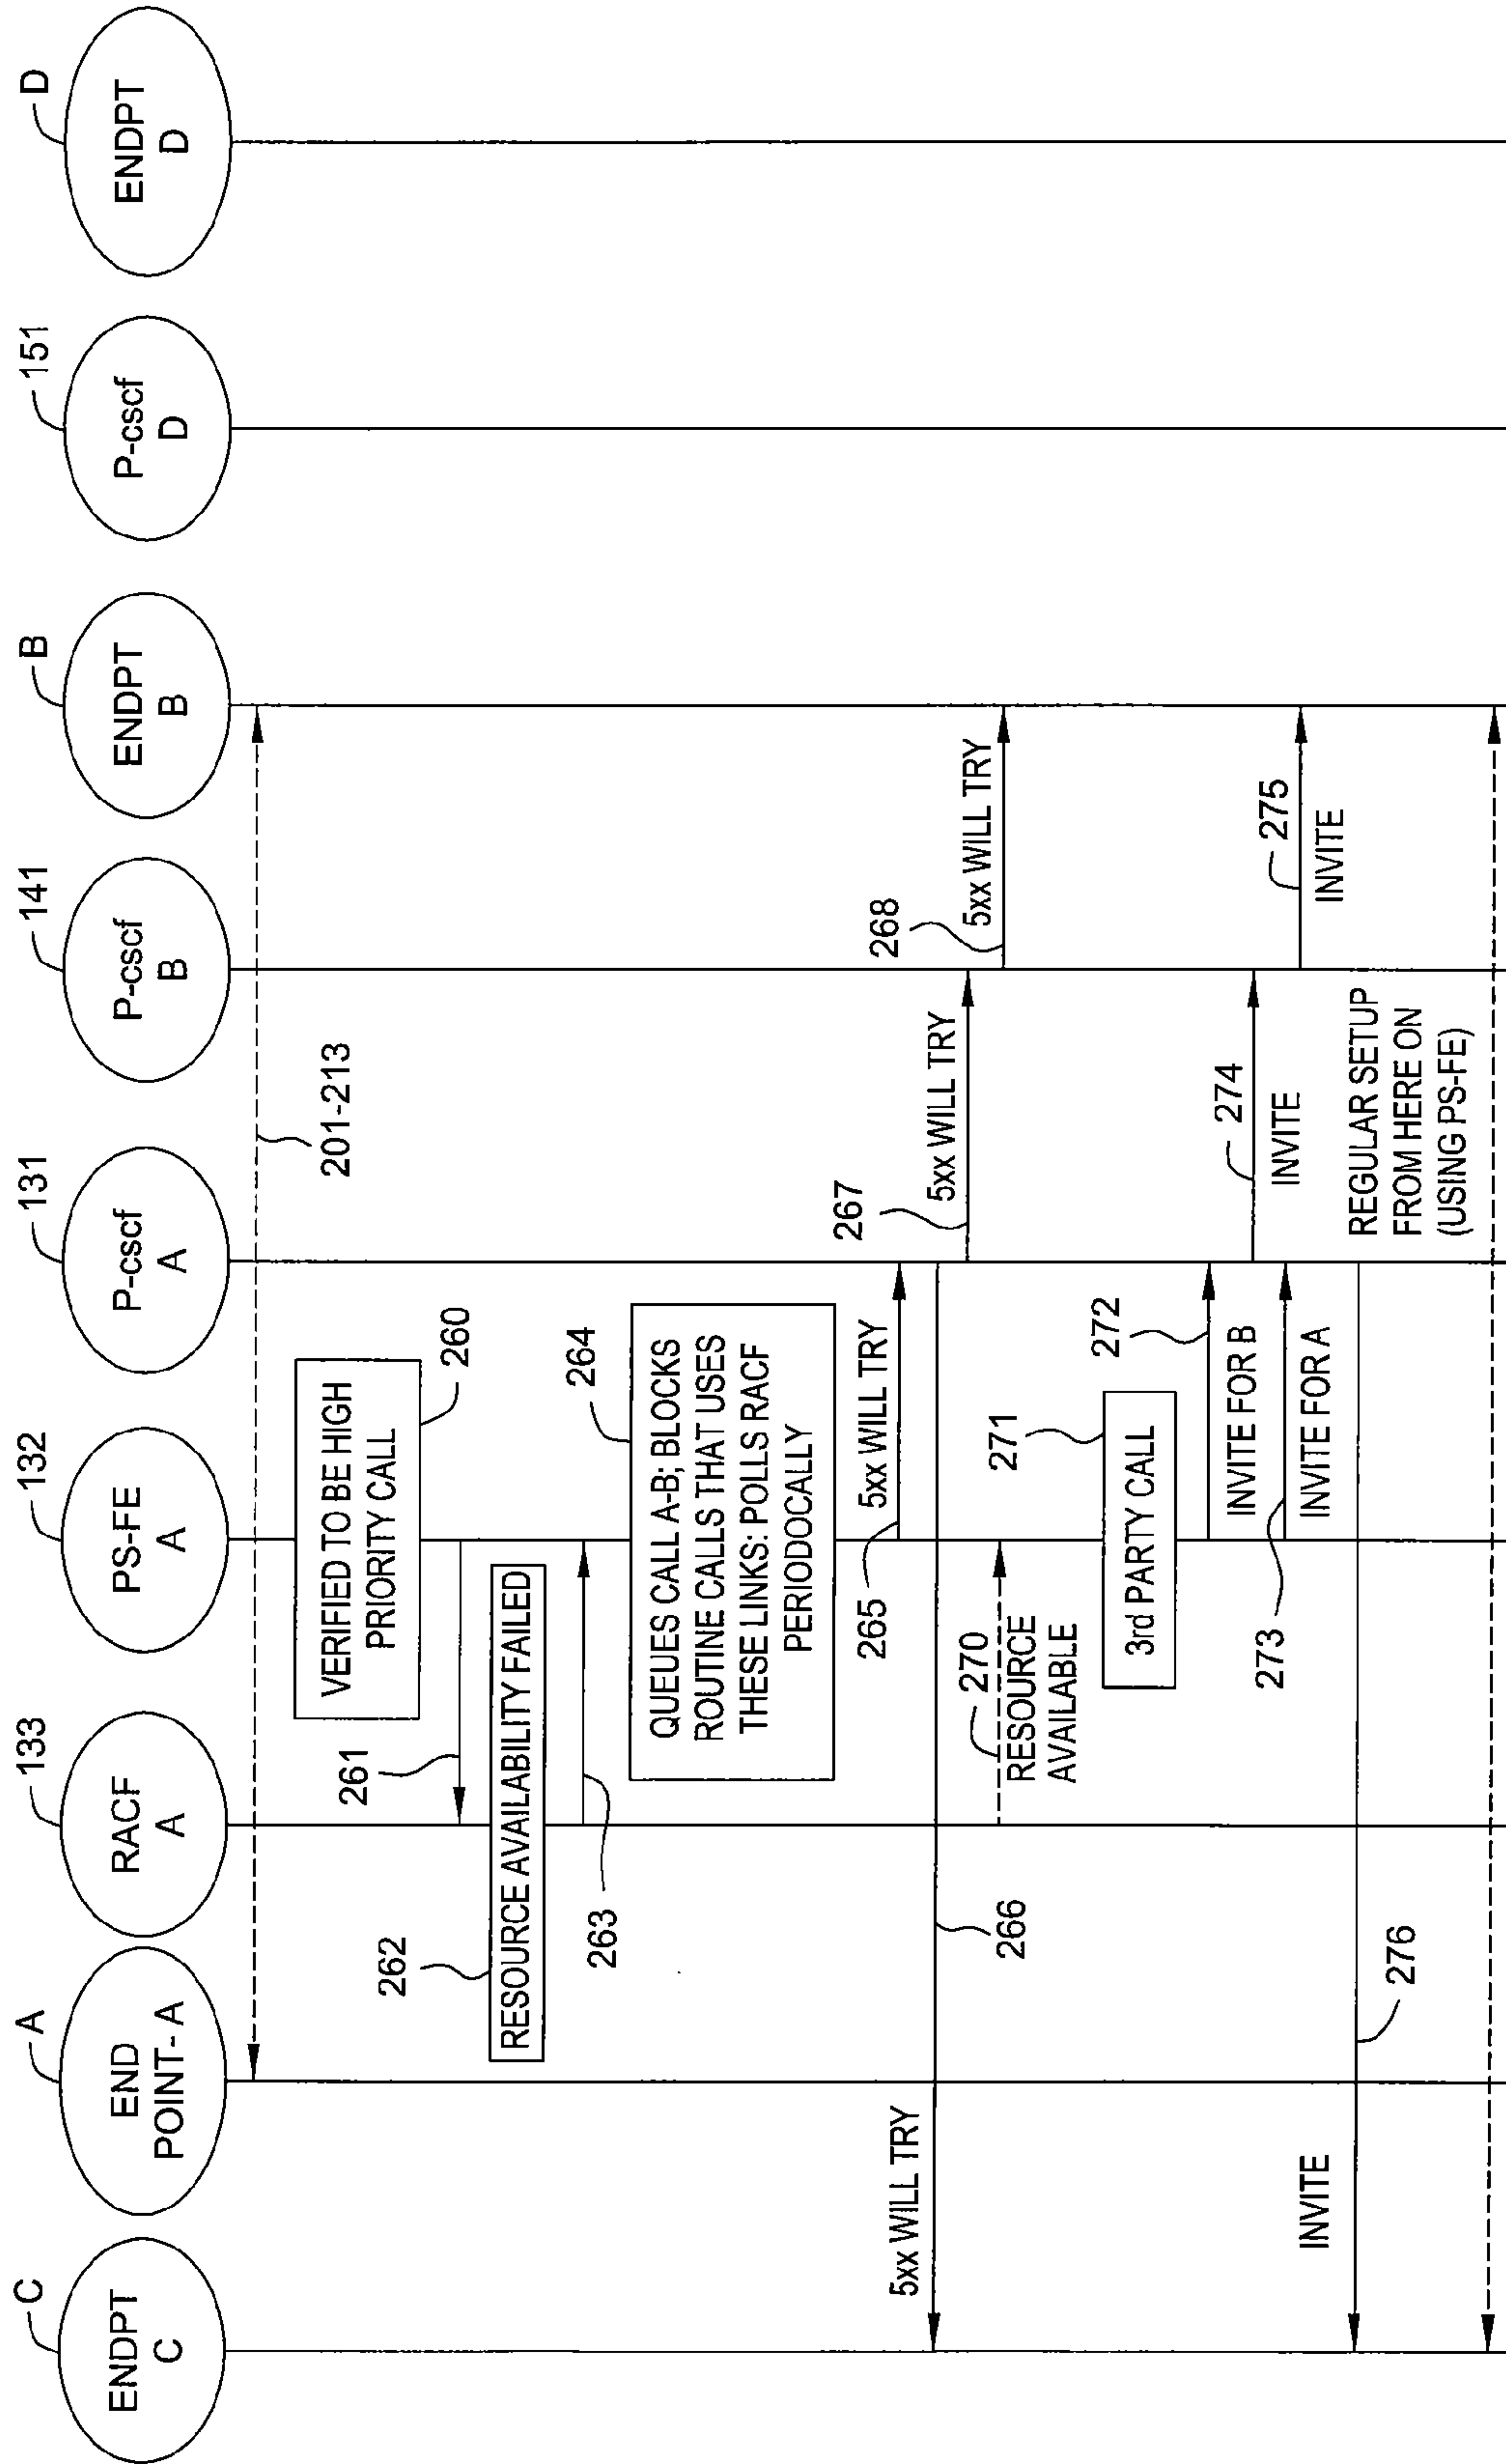 C
A
133
132
131
141
B
151
D
ENDPT
C
END
POINT- A
RACF
A
PS-FE
A
P-cscf
A
P-cscf
B
ENDPT
B
P-cscf
D
ENDPT
D
201-213
VERIFIED TO BE HIGH
PRIORITY CALL
260
261
262
RESOURCE AVAILABILITY FAILED
263
264
QUEUES CALL A-B; BLOCKS
ROUTINE CALLS THAT USES
THESE LINKS: POLLS RACF
PERIODOCALLY
265
5xx WILL TRY
5xx WILL TRY
266
267
5xx WILL TRY
268
5xx WILL TRY
270
RESOURCE
AVAILABLE
271
3rd PARTY CALL
272
INVITE FOR B
274
INVITE
273
INVITE FOR A
275
INVITE
INVITE
276
REGULAR SETUP
FROM HERE ON
(USING PS-FE)